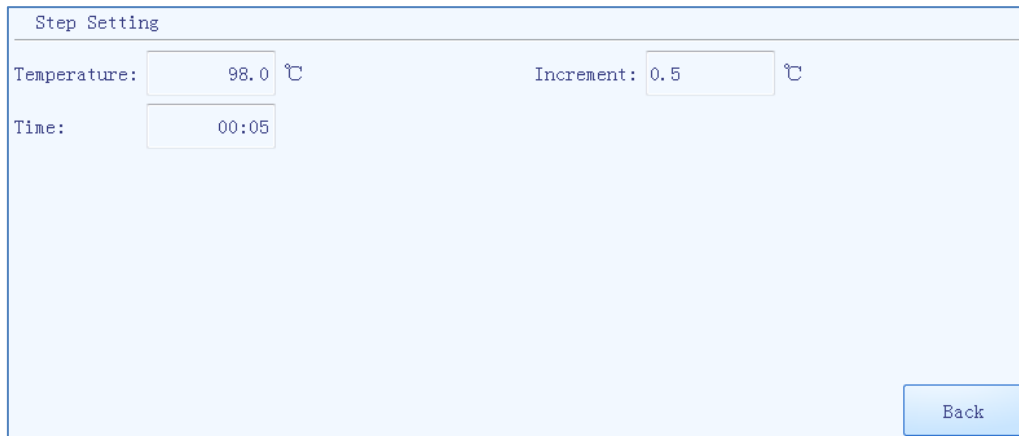 Step Setting
Temperature: 98.0 ℃ Increment: 0.5 ℃
Time: 00:05
Back